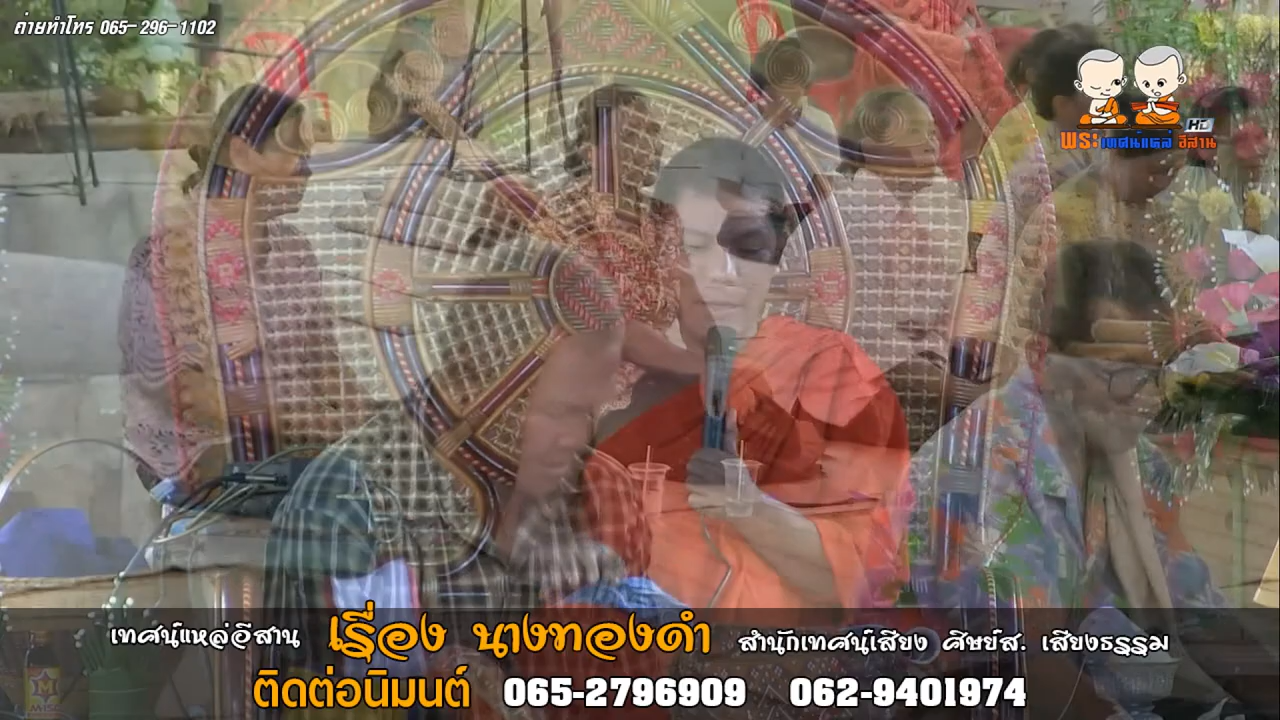 ถ่ายทำโทร 065-296-1102
HD
พระเทศน์แหล่ อีสาน
เทศน์แหล่อีสาน เรื่อง นางทองดำ สำนักเทศน์เสียง ศิษย์ส. เสียงธรรม
ติดต่อนิมนต์ 065-2796909 062-9401974